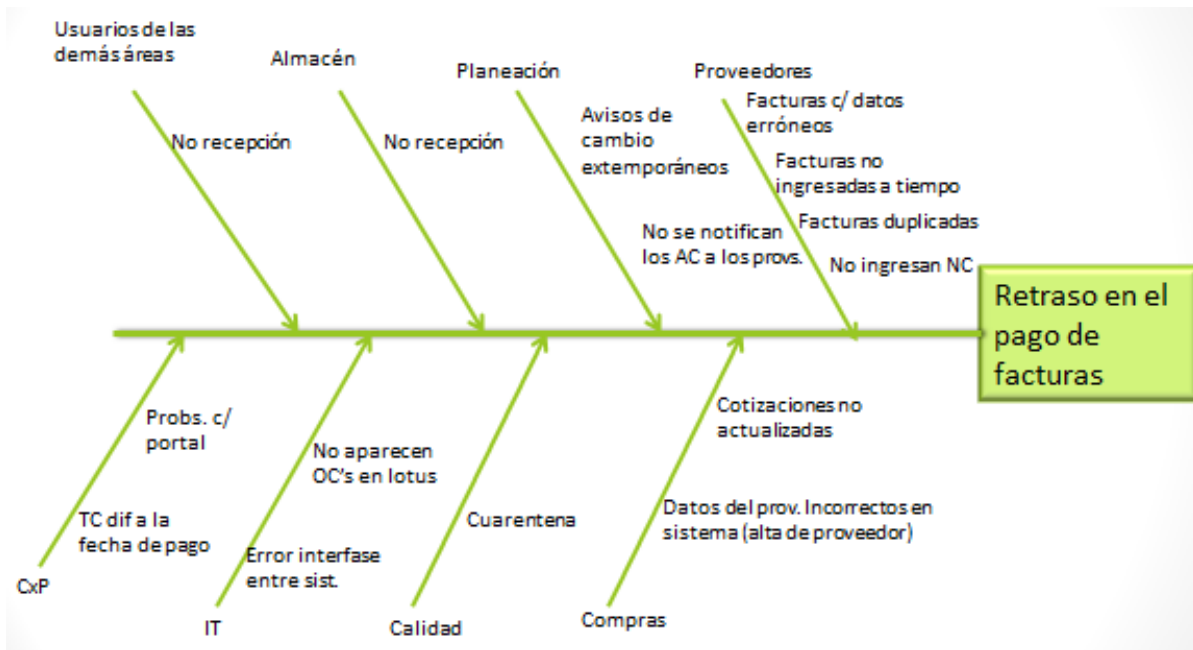 Usuarios de las
demás áreas
Almacén
Planeación
Proveedores
No recepción
No recepción
Avisos de
cambio
extemporáneos
No se notifican
los AC a los provs.
Facturas c/ datos
erróneos
Facturas no
ingresadas a tiempo
Facturas duplicadas
No ingresan NC
Retraso en el
pago de
facturas
Probs. c/
portal
TC dif a la
fecha de pago
CxP
No aparecen
OC's en lotus
Error interfase
entre sist.
IT
Cuarentena
Calidad
Cotizaciones no
actualizadas
Datos del prov. Incorrectos en
sistema (alta de proveedor)
Compras